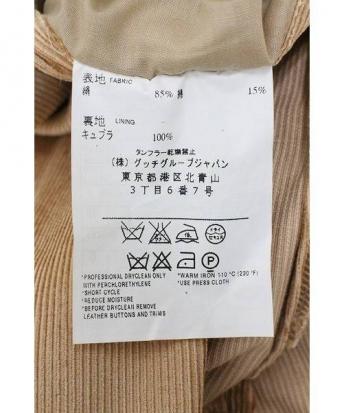 表地 FABRIC
綿 85% 綿 15%
裏地 LINING
キュプラ 100%
タンブラー乾燥禁止
(株) グッチグループジャパン
東京都港区北青山
3丁目6番7号
*PROFESSIONAL DRYCLEAN ONLY
WITH PERCHLORETHYLENE
*SHORT CYCLE
*REDUCE MOISTURE
*BEFORE DRYCLEAN REMOVE
LEATHER BUTTONS AND TRIMS
*WARM IRON 110 °C (230 °F)
*USE PRESS CLOTH